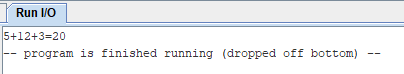 Run I/O
5+12+3=20
-- program is finished running (dropped off bottom) --